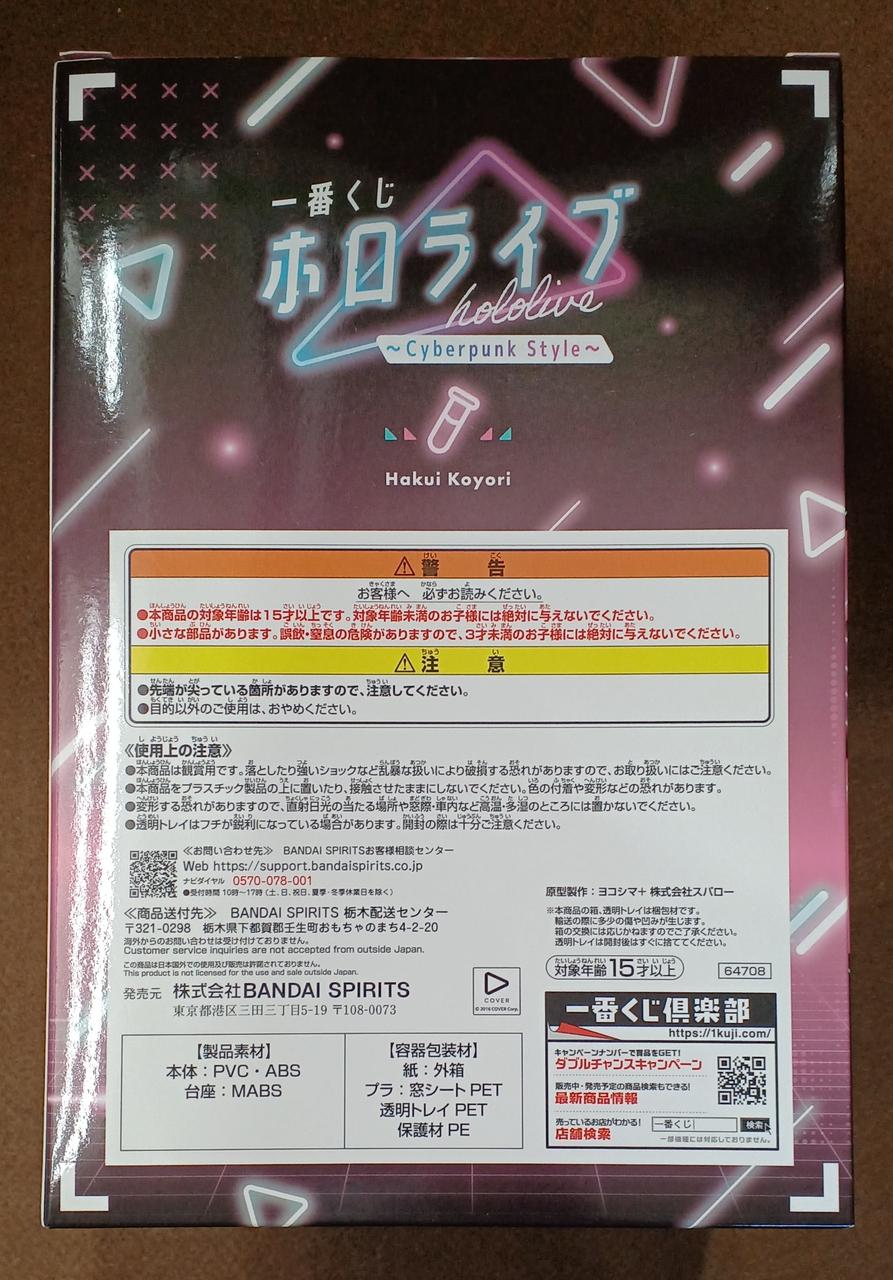 一番くじ
ホロライブ
hololive
～Cyberpunk Style～
Hakui Koyori
⚠警告
お客様へ 必ずお読みください。
●本商品の対象年齢は15才以上です。対象年齢未満のお子様には絶対に与えないでください。
●小さな部品があります。誤飲・窒息の危険がありますので、3才未満のお子様には絶対に与えないでください。
⚠注意
●先端が尖っている箇所がありますので、注意してください。
●目的以外のご使用は、おやめください。
《使用上の注意》
●本商品は観賞用です。落としたり強いショックなど乱暴な扱いにより破損する恐れがありますので、お取り扱いにはご注意ください。
●本商品をプラスチック製品の上に置いたり、接触させたままにしないでください。色の付着や変形などの恐れがあります。
●変形する恐れがありますので、直射日光の当たる場所や窓際・車内など高温・多湿のところには置かないでください。
●透明トレイはフチが鋭利になっている場合があります。開封の際は十分ご注意ください。
≪お問い合わせ先≫ BANDAI SPIRITSお客様相談センター
Web https://support.bandaispirits.co.jp
ナビダイヤル 0570-078-001
●受付時間 10時～17時(土、日、祝日、夏季・冬季休業日を除く)
≪商品送付先≫ BANDAI SPIRITS 栃木配送センター
〒321-0298 栃木県下都賀郡壬生町おもちゃのまち4-2-20
海外からのお問い合わせは受け付けておりません。
Customer service inquiries are not accepted from outside Japan.
この商品は日本国外での使用及び販売は許諾されておりません。
This product is not licensed for the use and sale outside Japan.
発売元 株式会社BANDAI SPIRITS
東京都港区三田三丁目5-19 〒108-0073
COVER
© 2016 COVER Corp.
原型製作：ヨコシマ+ 株式会社スパロー
※本商品の箱、透明トレイは梱包材です。
輸送の際に多少の傷や凹みが生じます。
箱の交換には応じかねますのでご了承ください。
透明トレイは開封後はすぐに捨ててください。
対象年齢15才以上
64708
【製品素材】
本体：PVC・ABS
台座：MABS
【容器包装材】
紙：外箱
プラ：窓シート PET
透明トレイ PET
保護材 PE
一番くじ倶楽部
https://1kuji.com/
キャンペーンナンバーで賞品をGET!
ダブルチャンスキャンペーン
販売中・発売予定の商品検索もできる!
最新商品情報
売っているお店がわかる!
店舗検索
一番くじ 検索
一部機種には対応しておりません。